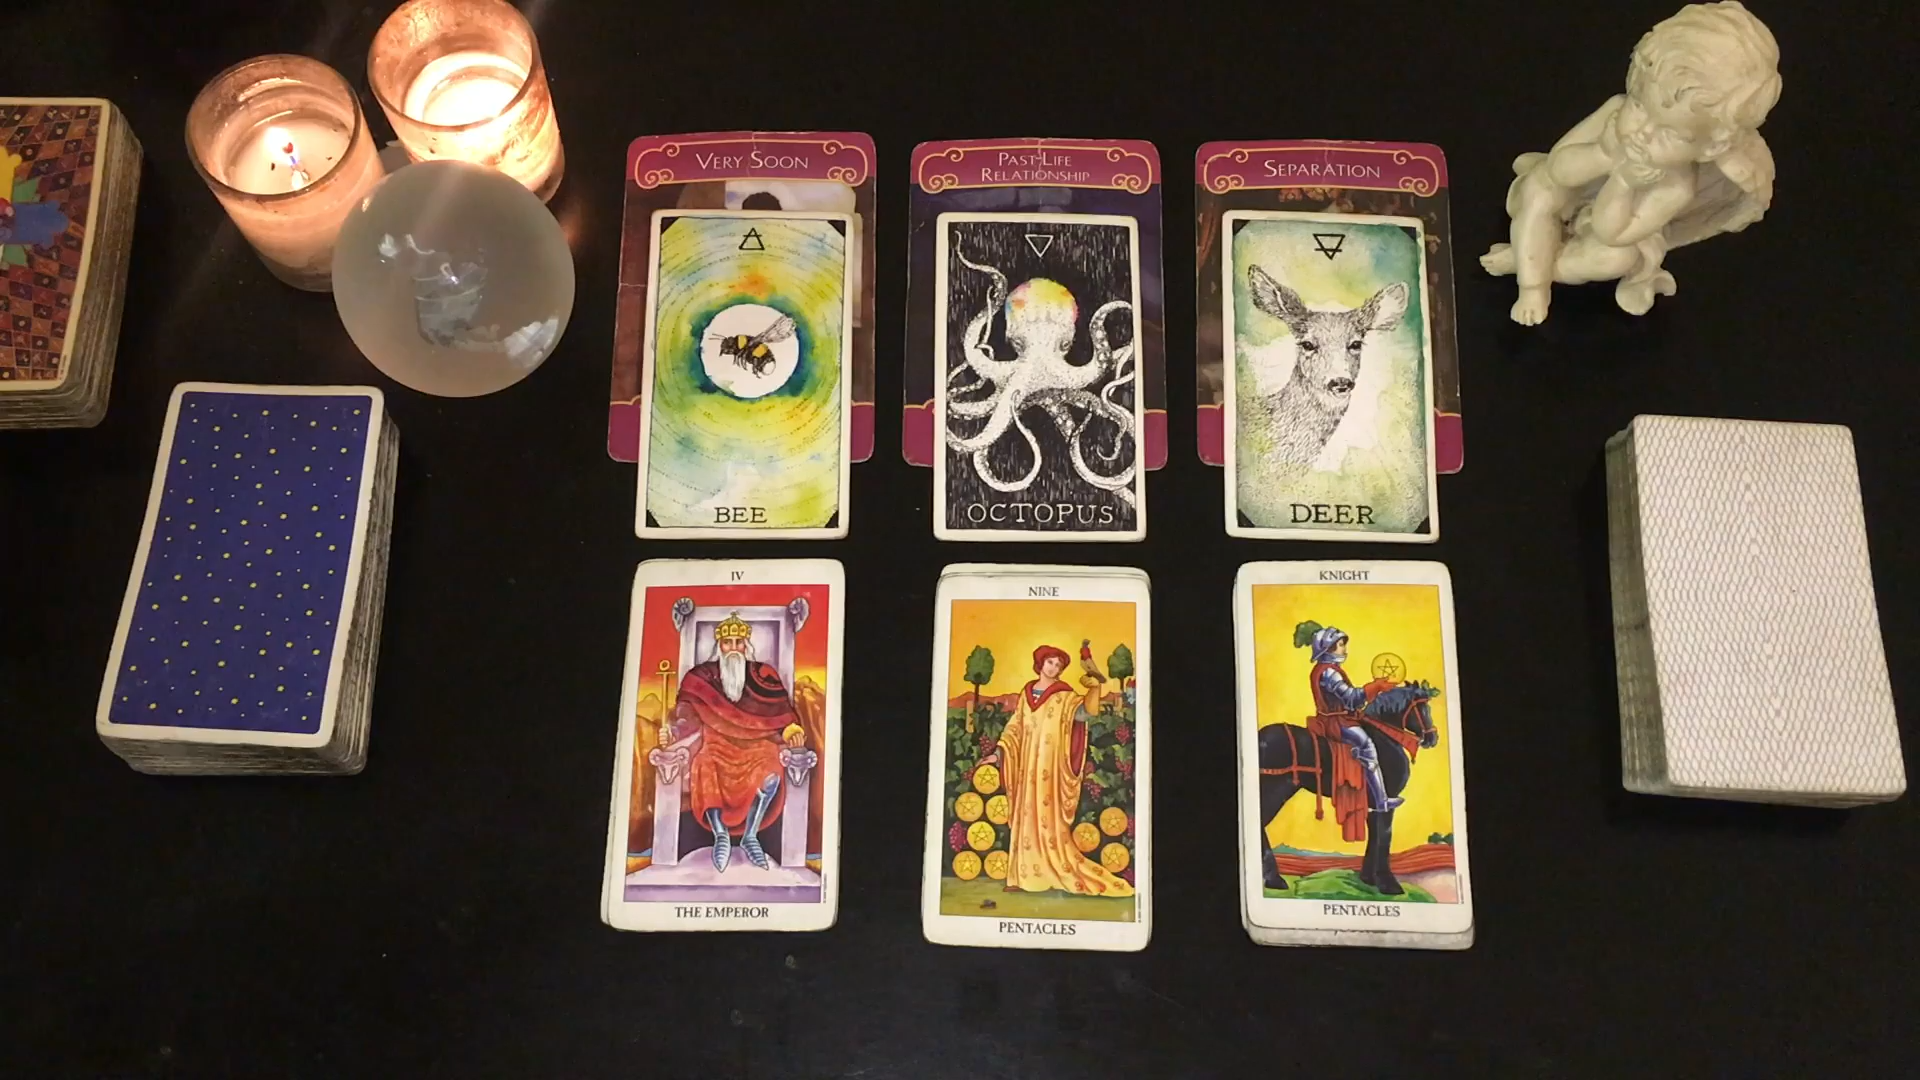 VERY SOON
PAST-LIFE
RELATIONSHIP
SEPARATION
BEE
OCTOPUS
DEER
IV
NINE
KNIGHT
THE EMPEROR
PENTACLES
PENTACLES